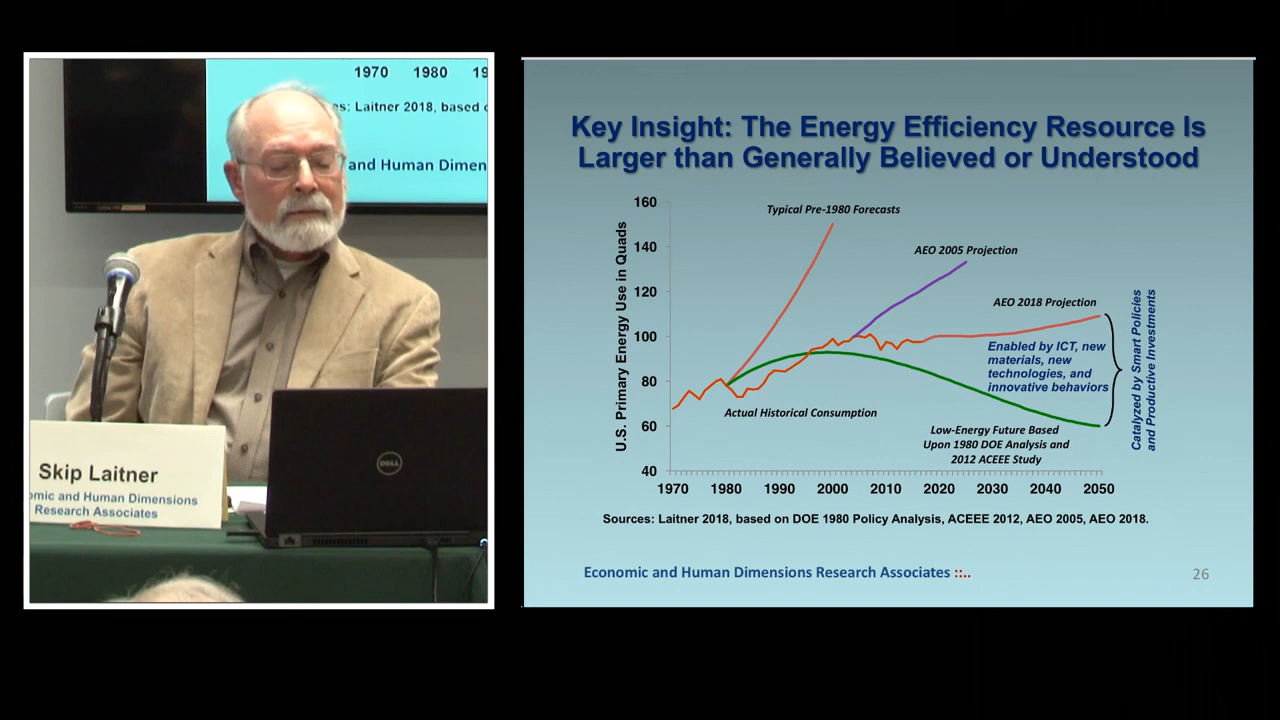 1970 1980 19
es: Laitner 2018, based
and Human Dimen
Skip Laitner
omic and Human Dimensions
Research Associates
DELL
Key Insight: The Energy Efficiency Resource Is
Larger than Generally Believed or Understood
U.S. Primary Energy Use in Quads
160
140
120
100
80
60
40
Typical Pre-1980 Forecasts
AEO 2005 Projection
AEO 2018 Projection
Enabled by ICT, new
materials, new
technologies, and
innovative behaviors
Catalyzed by Smart Policies
and Productive Investments
Actual Historical Consumption
Low-Energy Future Based
Upon 1980 DOE Analysis and
2012 ACEEE Study
1970 1980 1990 2000 2010 2020 2030 2040 2050
Sources: Laitner 2018, based on DOE 1980 Policy Analysis, ACEEE 2012, AEO 2005, AEO 2018.
Economic and Human Dimensions Research Associates ::..
26